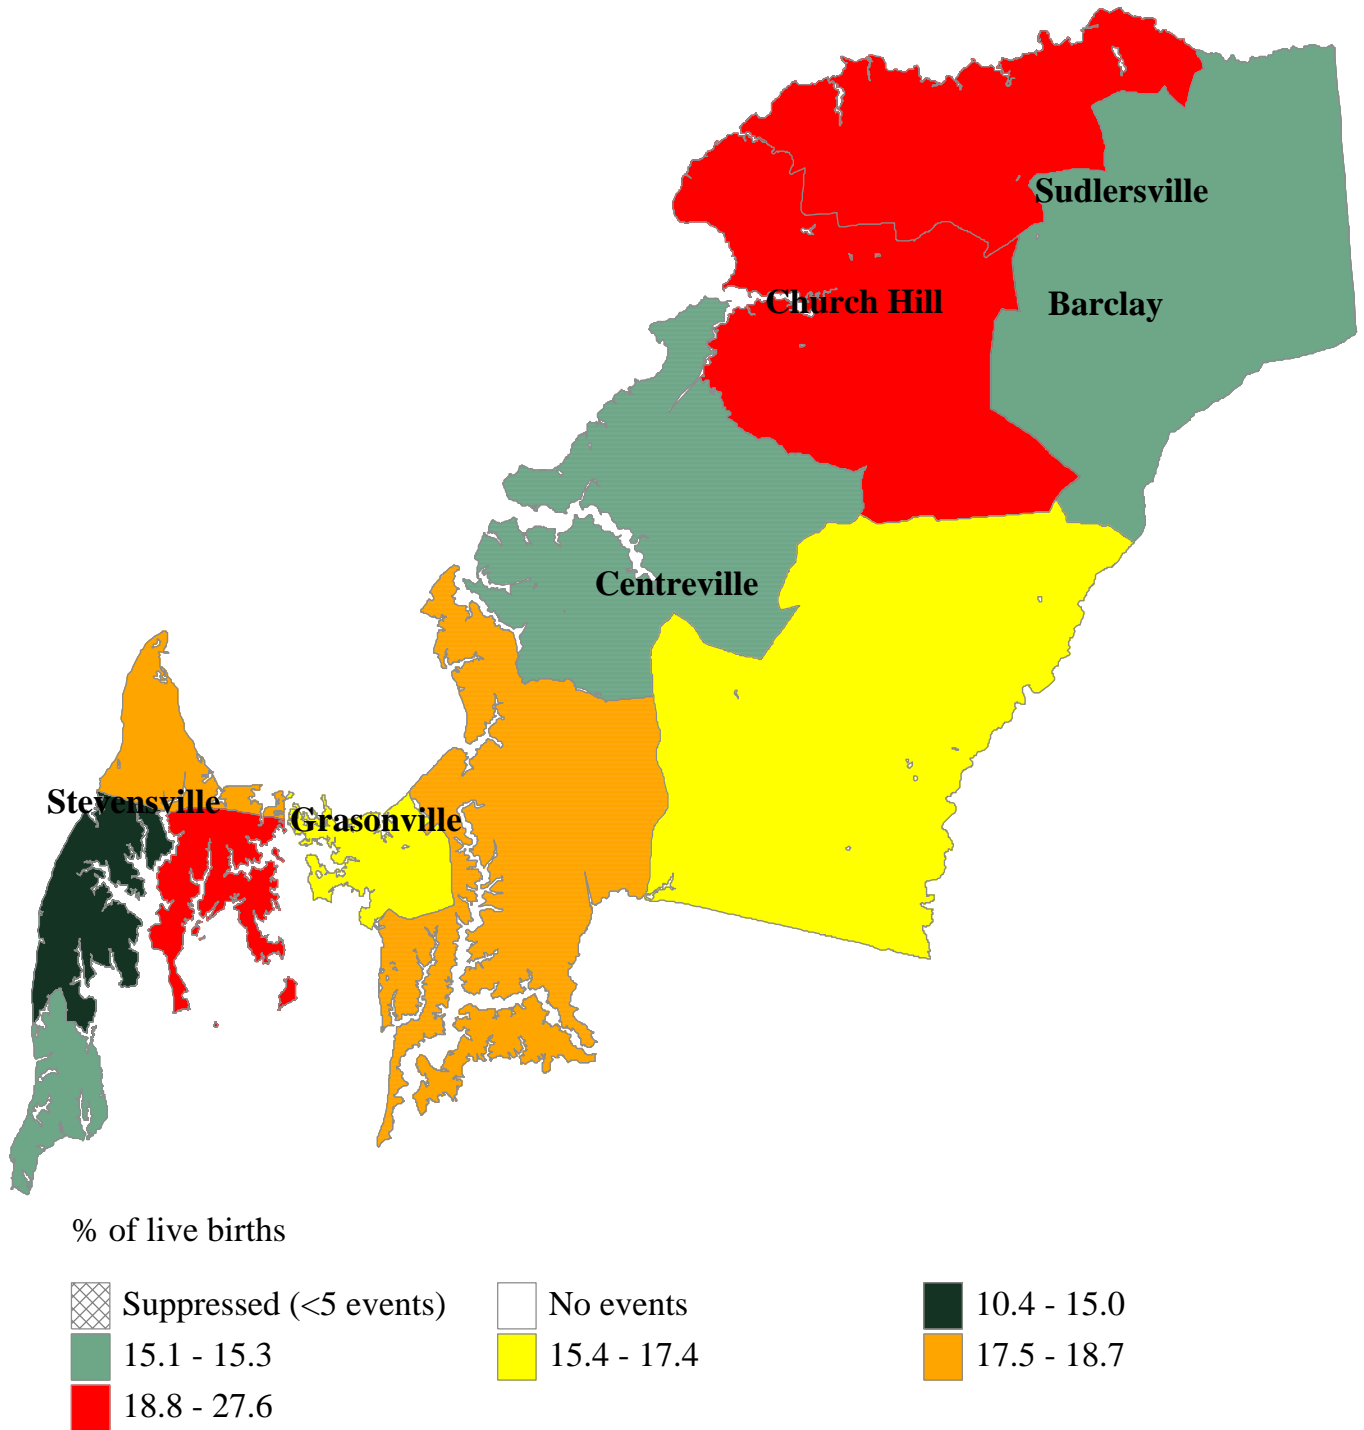 Sudlersville
Church Hill
Barclay
Centreville
Stevensville
Grasonville
% of live births
Suppressed (<5 events)
No events
10.4 - 15.0
15.1 - 15.3
15.4 - 17.4
17.5 - 18.7
18.8 - 27.6